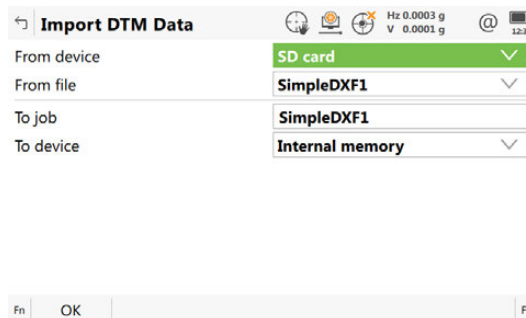 Import DTM Data
Hz 0.0003 g
V 0.0001 g
@
From device SD card
From file SimpleDXF1
To job SimpleDXF1
To device Internal memory
Fn OK